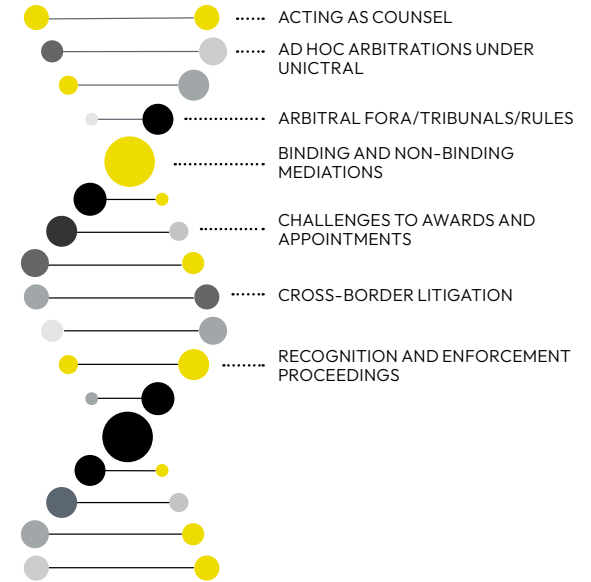 ACTING AS COUNSEL
AD HOC ARBITRATIONS UNDER
UNICTRAL
ARBITRAL FORA/TRIBUNALS/RULES
BINDING AND NON-BINDING
MEDIATIONS
CHALLENGES TO AWARDS AND
APPOINTMENTS
CROSS-BORDER LITIGATION
RECOGNITION AND ENFORCEMENT
PROCEEDINGS